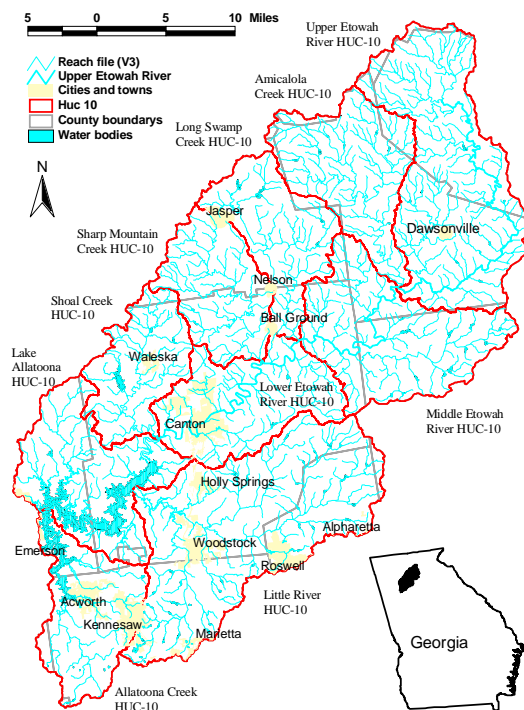 5 0 5 10 Miles
Reach file (V3)
Upper Etowah River
Cities and towns
Huc 10
County boundarys
Water bodies
N
Upper Etowah
River HUC-10
Amicalola
Creek HUC-10
Long Swamp
Creek HUC-10
Jasper
Dawsonville
Sharp Mountain
Creek HUC-10
Nelson
Shoal Creek
HUC-10
Ball Ground
Lake
Allatoona
HUC-10
Waleska
Lower Etowah
River HUC-10
Middle Etowah
River HUC-10
Canton
Holly Springs
Alpharetta
Emerson
Woodstock
Roswell
Little River
HUC-10
Acworth
Kennesaw
Marietta
Georgia
Allatoona Creek
HUC-10